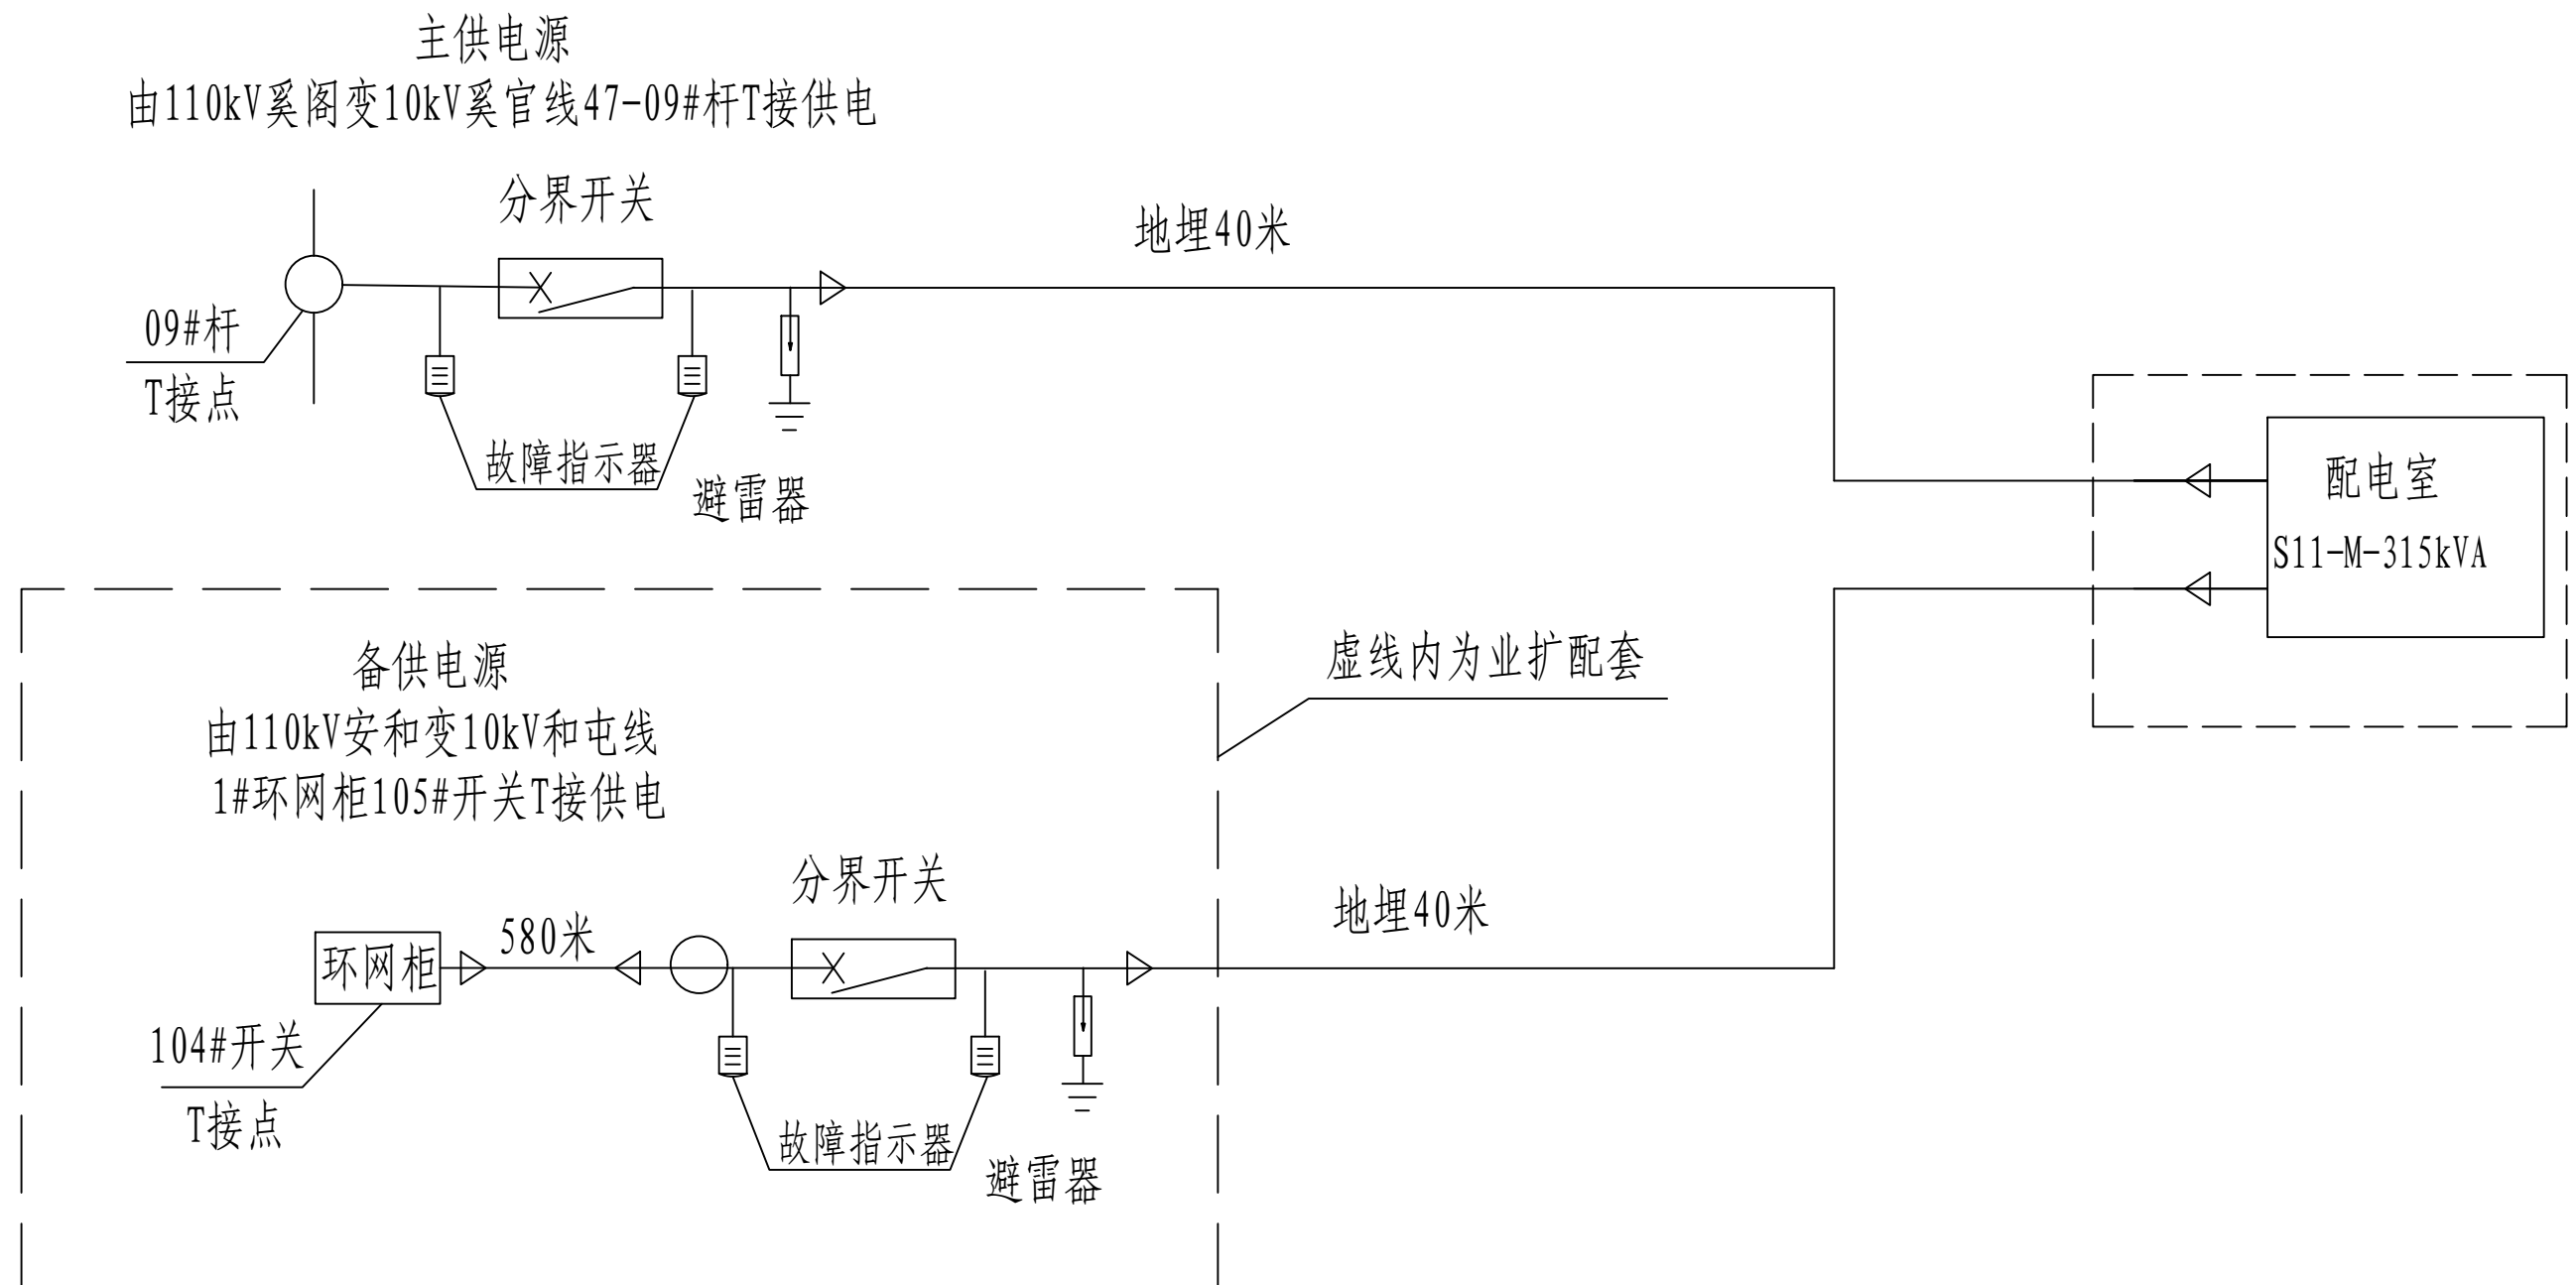 主供电源
由110kV奚阁变10kV奚官线47-09#杆T接供电
分界开关
地埋40米
09#杆
T接点
故障指示器
避雷器
配电室
S11-M-315kVA
备供电源
由110kV安和变10kV和屯线
1#环网柜105#开关T接供电
虚线内为业扩配套
分界开关
地埋40米
580米
环网柜
104#开关
T接点
故障指示器
避雷器